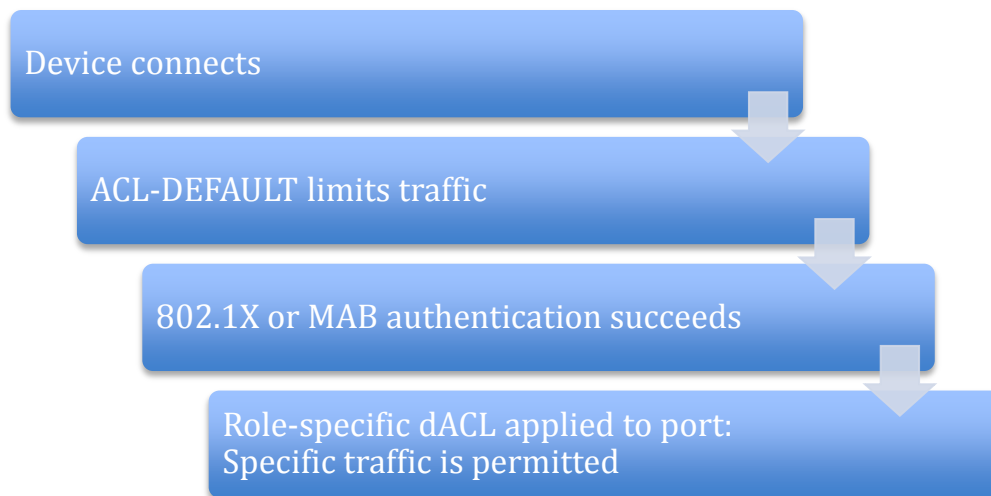 Device connects
ACL-DEFAULT limits traffic
802.1X or MAB authentication succeeds
Role-specific dACL applied to port:
Specific traffic is permitted